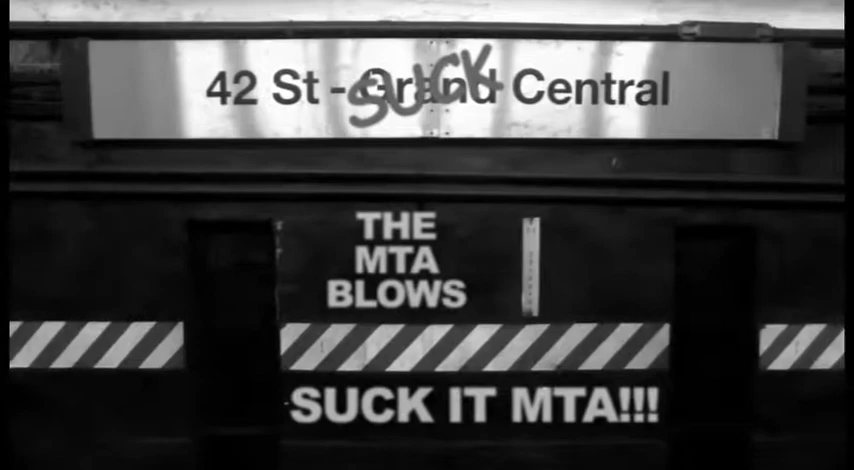 42 St - Grand Central
SUCK
THE
MTA
BLOWS
SUCK IT MTA!!!